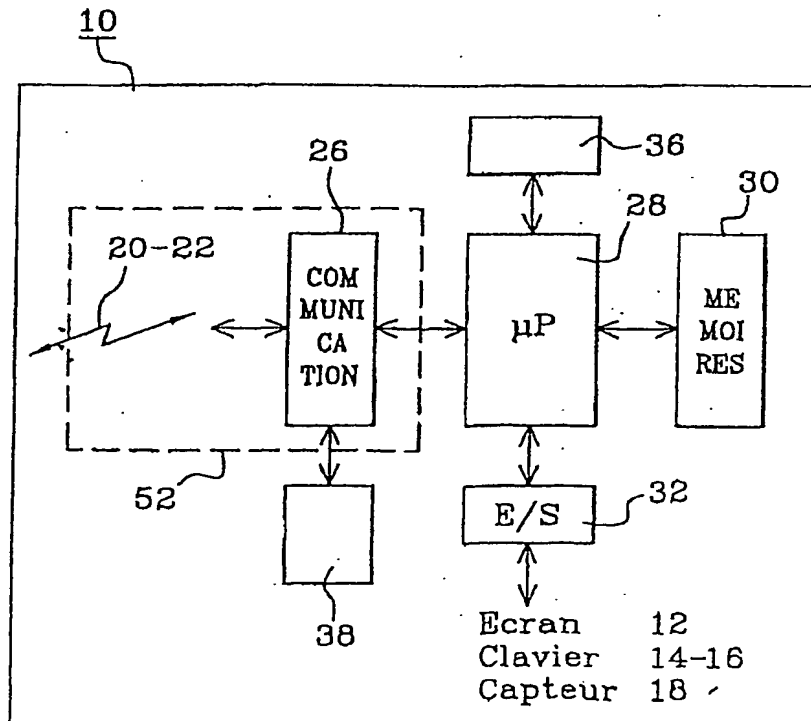 10
26
36
30
28
20-22
COM
MUNI
CA
TION
µP
ME
MOI
RES
52
E/S
32
38
Ecran 12
Clavier 14-16
Capteur 18